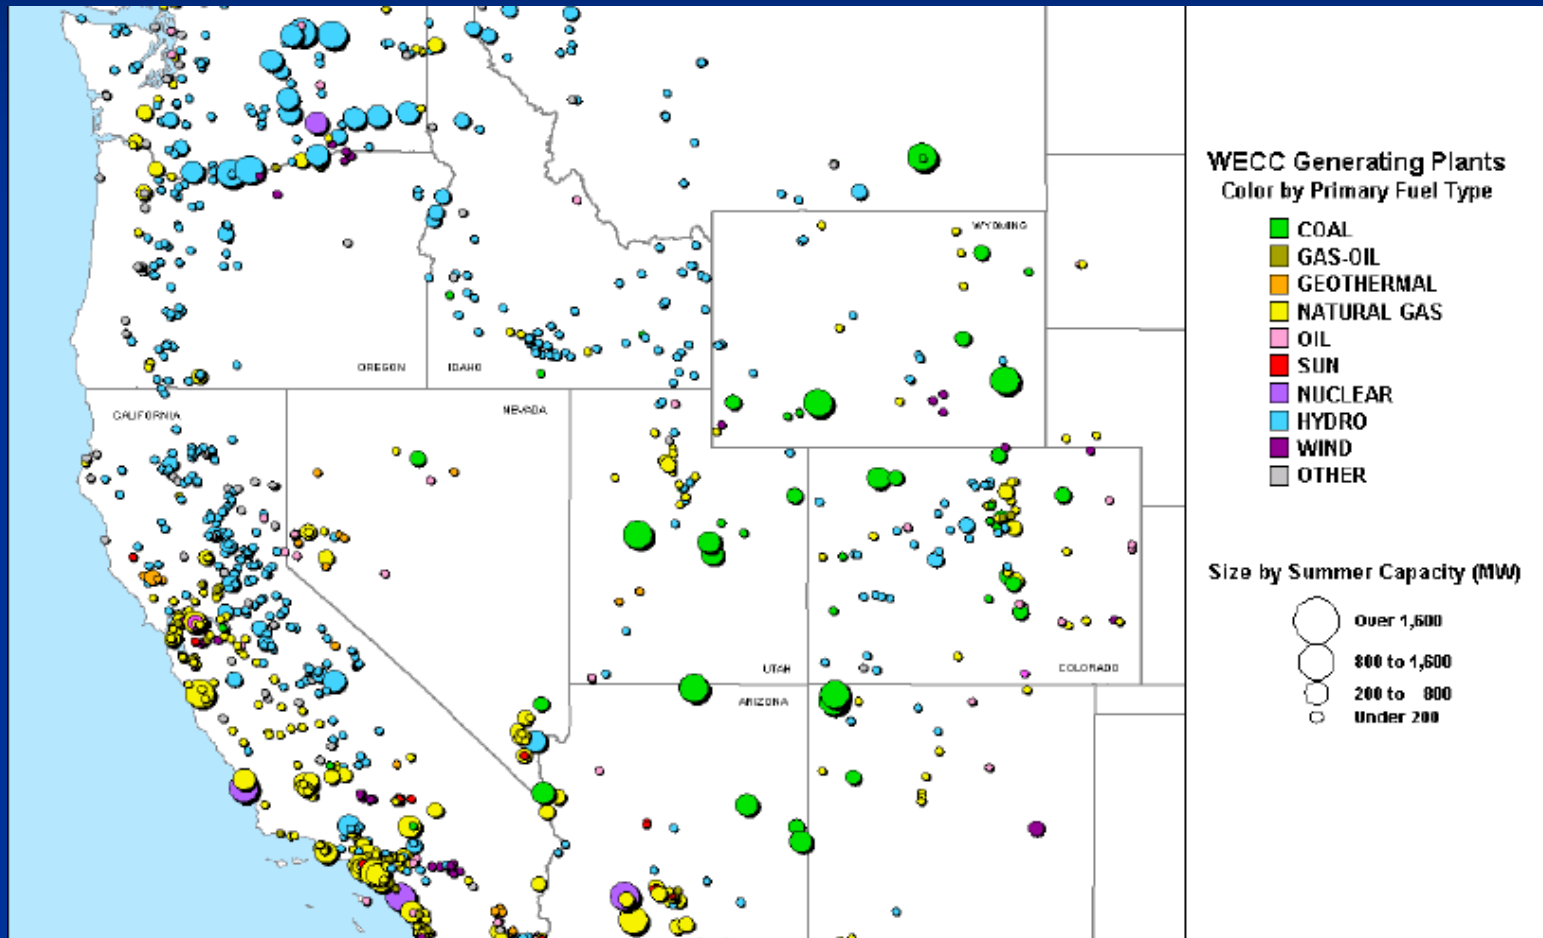 WECC Generating Plants
Color by Primary Fuel Type
COAL
GAS-OIL
GEOTHERMAL
NATURAL GAS
OIL
SUN
NUCLEAR
HYDRO
WIND
OTHER
Size by Summer Capacity (MW)
Over 1,600
800 to 1,600
200 to 800
Under 200
WYOMING
OREGON
IDAHO
CALIFORNIA
NEVADA
UTAH
COLORADO
ARIZONA